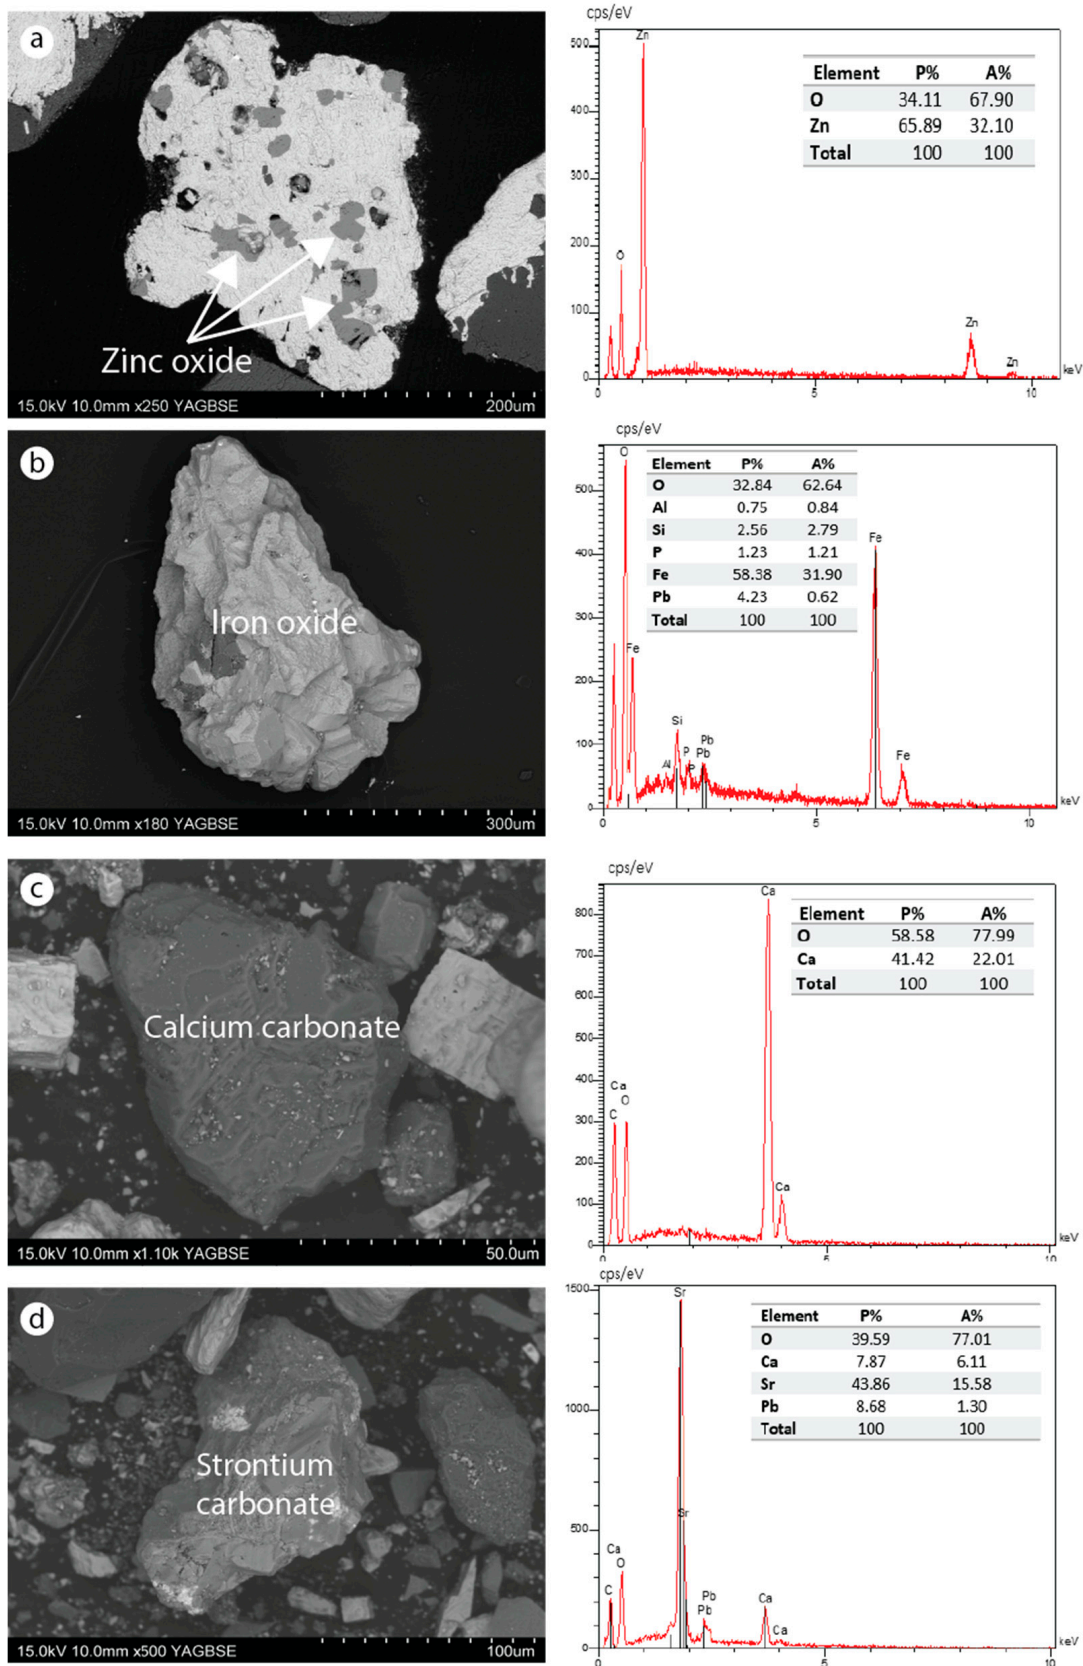 a
Zinc oxide
15.0kV 10.0mm x250 YAGBSE 200um
cps/eV
500
400
300
200
100
0
Zn
O
Zn
Zn
0 5 10
keV
Element P% A%
O 34.11 67.90
Zn 65.89 32.10
Total 100 100
b
Iron oxide
15.0kV 10.0mm x180 YAGBSE 300um
cps/eV
500
400
300
200
100
0
O
Fe
Al
Si
P
P
Pb
Pb
Fe
Fe
0 5 10
keV
Element P% A%
O 32.84 62.64
Al 0.75 0.84
Si 2.56 2.79
P 1.23 1.21
Fe 58.38 31.90
Pb 4.23 0.62
Total 100 100
c
Calcium carbonate
15.0kV 10.0mm x1.10k YAGBSE 50.0um
cps/eV
800
700
600
500
400
300
200
100
0
Ca
C
O
Ca
Ca
keV
Element P% A%
O 58.58 77.99
Ca 41.42 22.01
Total 100 100
d
Strontium
carbonate
15.0kV 10.0mm x500 YAGBSE 100um
cps/eV
1500
1000
500
0
Ca
C
O
Sr
Sr
Pb
Pb
Ca
Ca
5 10
keV
Element P% A%
O 39.59 77.01
Ca 7.87 6.11
Sr 43.86 15.58
Pb 8.68 1.30
Total 100 100